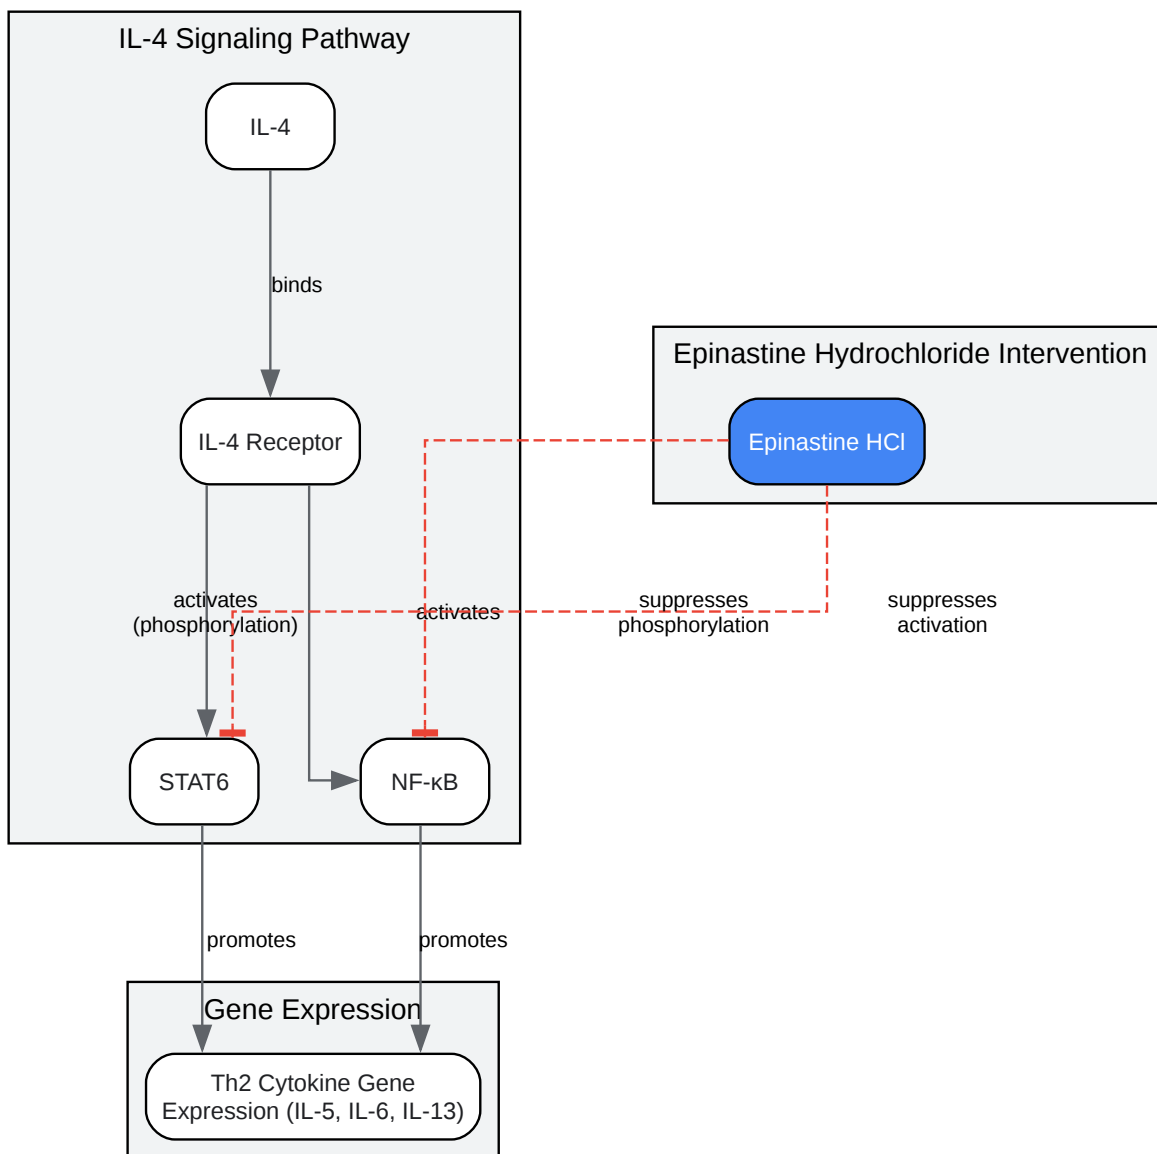 IL-4 Signaling Pathway
IL-4
binds
Epinastine Hydrochloride Intervention
IL-4 Receptor
Epinastine HCl
activates
(phosphorylation)
activates
suppresses
phosphorylation
suppresses
activation
STAT6
NF-κB
promotes
promotes
Gene Expression
Th2 Cytokine Gene
Expression (IL-5, IL-6, IL-13)